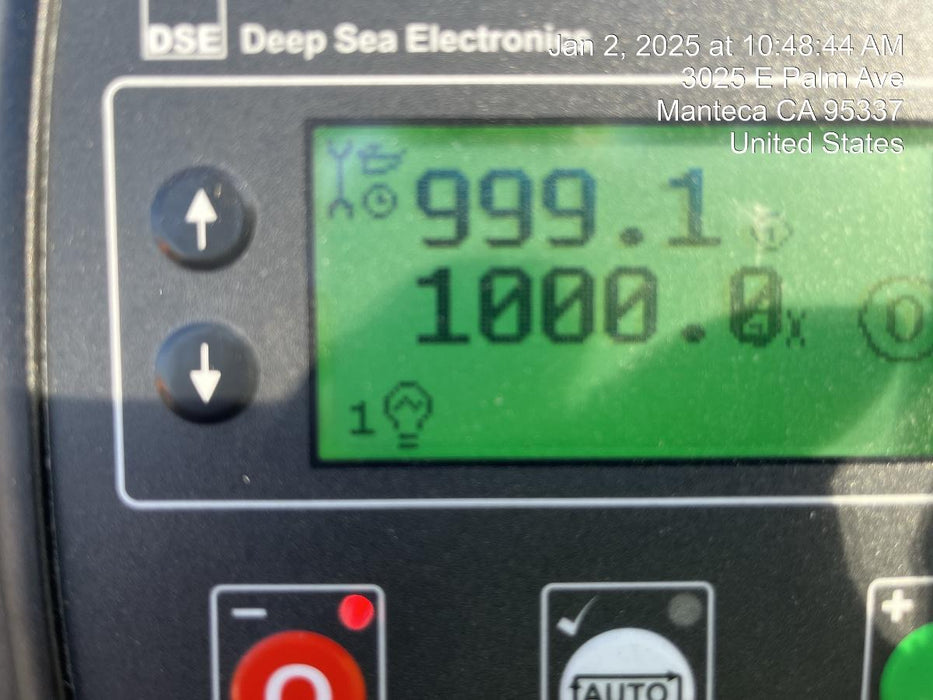 DSE Deep Sea Electronics
Jan 2, 2025 at 10:48:44 AM
3025 E Palm Ave
Manteca CA 95337
United States
999.1
1000.0
1
AUTO